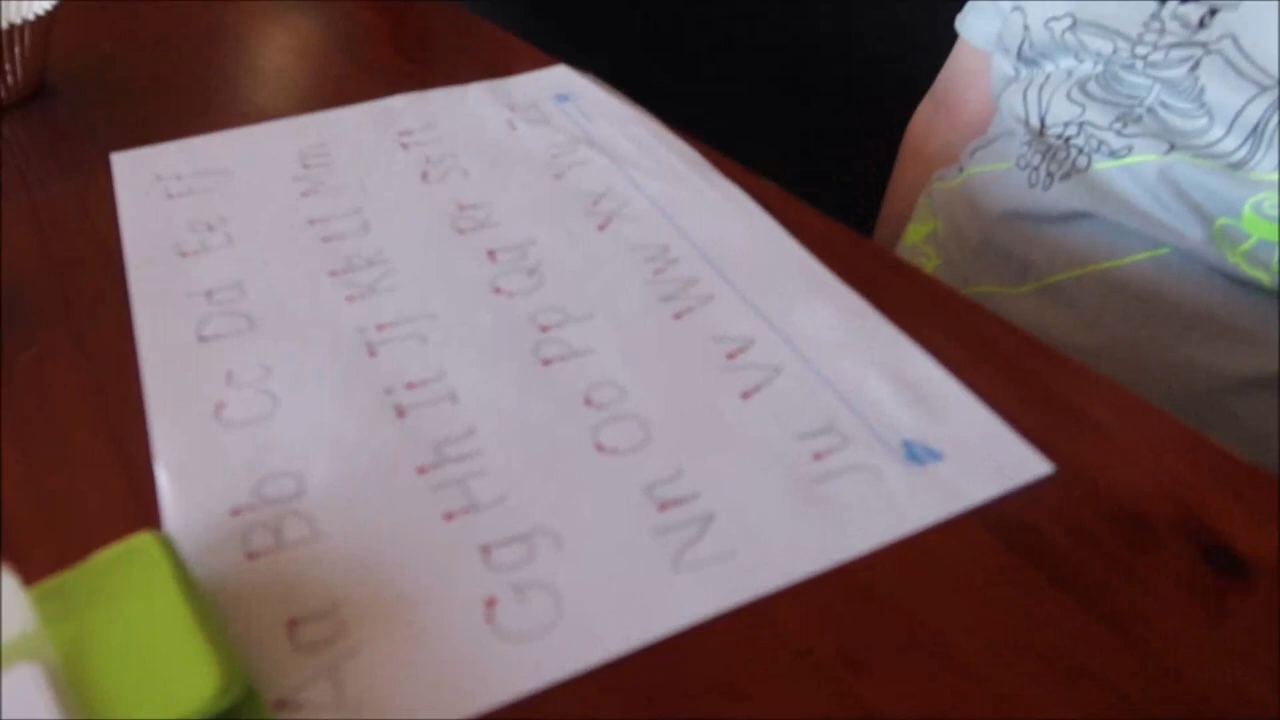 Aa Bb Cc Dd Ee Ff
Gg Hh Ii Jj Kk Ll Mm
Nn Oo Pp Qq Rr Ss Tt
Uu Vv Ww Xx Yy Zz